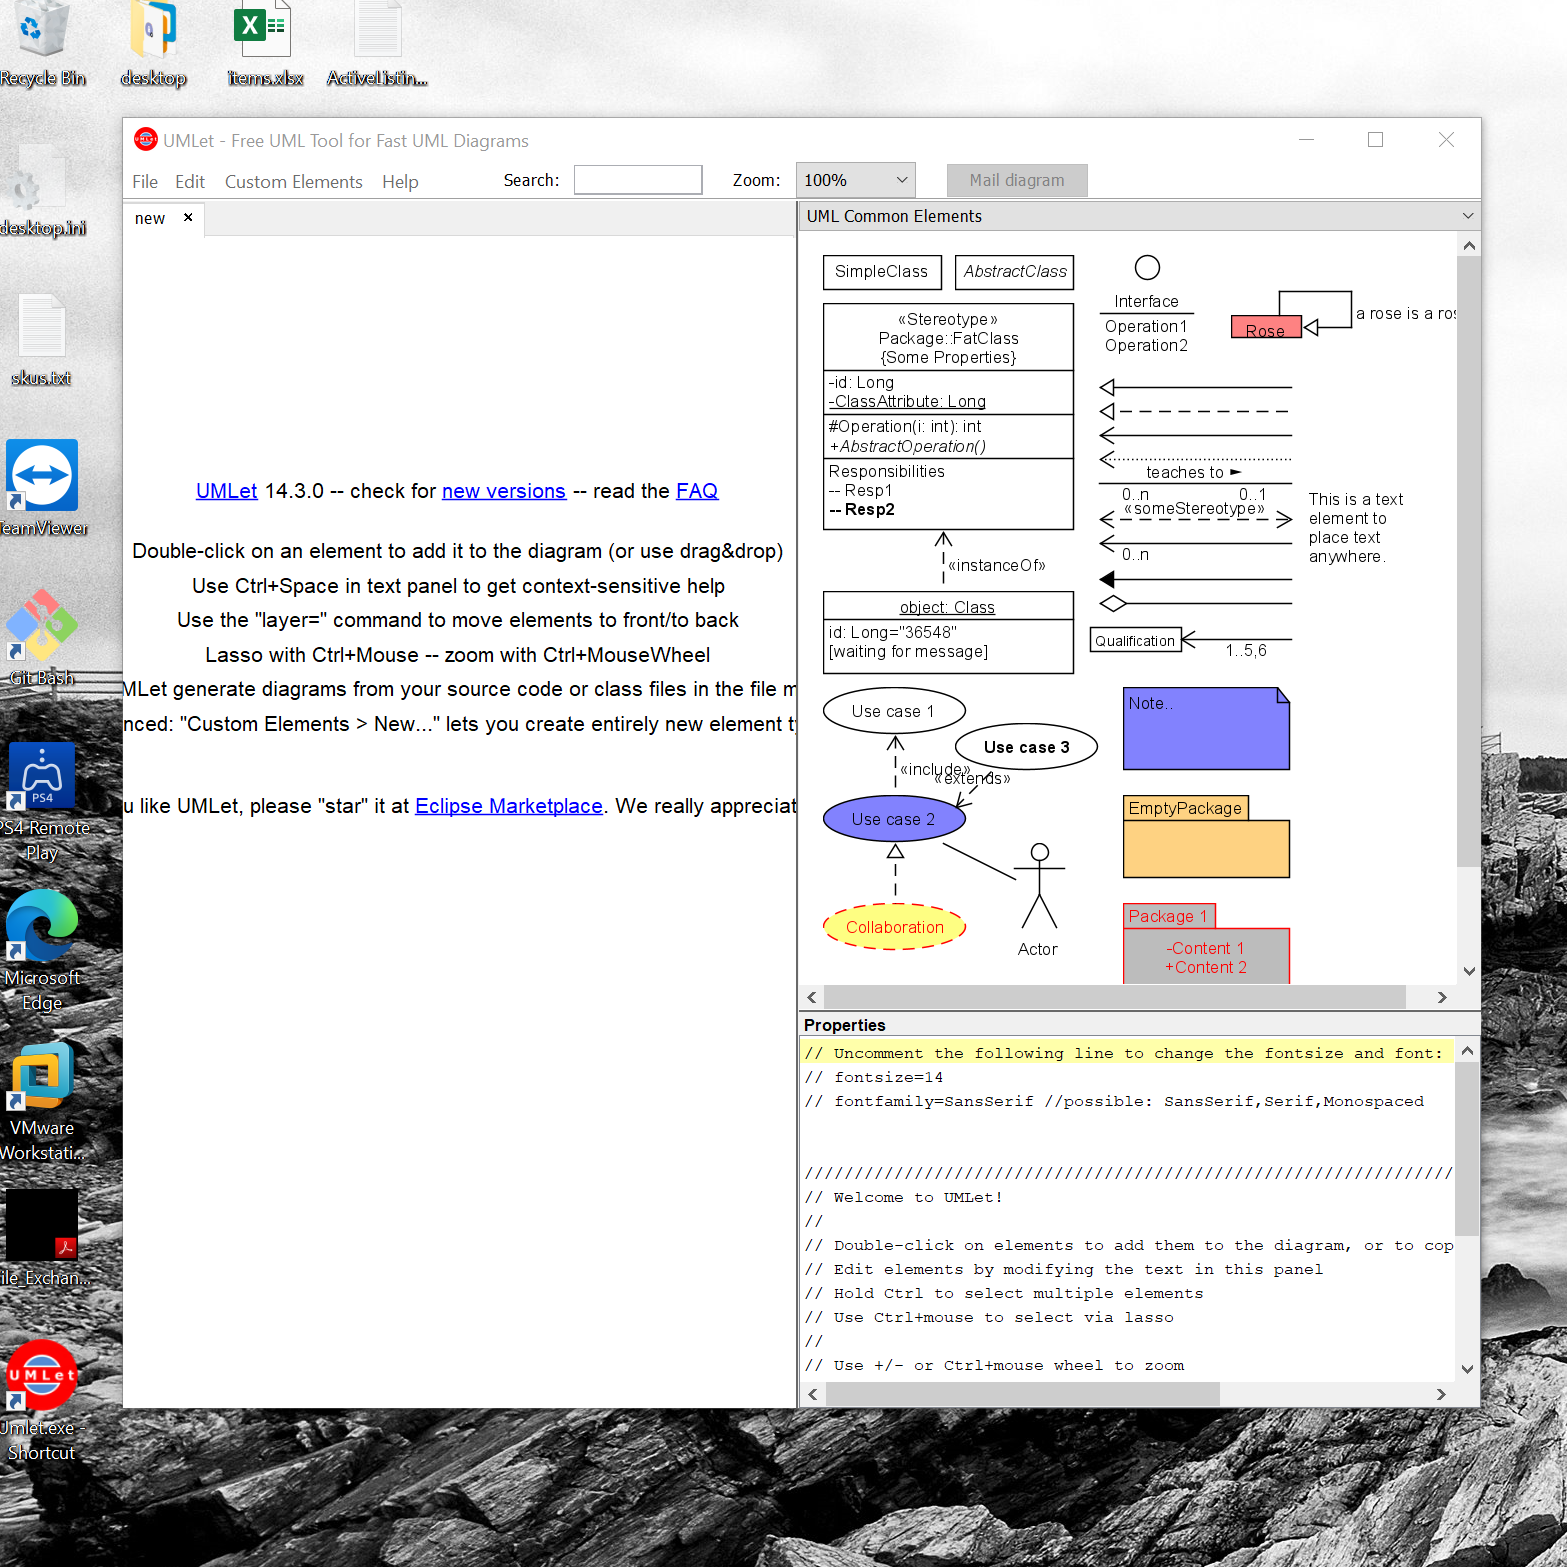 Recycle Bin
desktop
items.xlsx
ActiveListin...
desktop.ini
skus.txt
TeamViewer
Git Bash
PS4 Remote
Play
Microsoft
Edge
VMware
Workstati...
ile_Exchan...
Umlet.exe -
Shortcut
PS4
UMLet
UMLet - Free UML Tool for Fast UML Diagrams
File Edit Custom Elements Help Search: Zoom: 100% Mail diagram
new
UMLet 14.3.0 -- check for new versions -- read the FAQ
Double-click on an element to add it to the diagram (or use drag&drop)
Use Ctrl+Space in text panel to get context-sensitive help
Use the "layer=" command to move elements to front/to back
Lasso with Ctrl+Mouse -- zoom with Ctrl+MouseWheel
MLet generate diagrams from your source code or class files in the file m
nced: "Custom Elements > New..." lets you create entirely new element ty
u like UMLet, please "star" it at Eclipse Marketplace. We really appreciat
UML Common Elements
SimpleClass
AbstractClass
«Stereotype»
Package::FatClass
{Some Properties}
-id: Long
-ClassAttribute: Long
#Operation(i: int): int
+AbstractOperation()
Responsibilities
-- Resp1
-- Resp2
«instanceOf»
object: Class
id: Long="36548"
[waiting for message]
Interface
Operation1
Operation2
Rose
a rose is a ros
teaches to ►
0..n 0..1
«someStereotype»
0..n
Qualification
1..5,6
This is a text
element to
place text
anywhere.
Use case 1
Use case 3
«include»
«extends»
Use case 2
Collaboration
Actor
Note..
EmptyPackage
Package 1
-Content 1
+Content 2
Properties
// Uncomment the following line to change the fontsize and font:
// fontsize=14
// fontfamily=SansSerif //possible: SansSerif,Serif,Monospaced
/////////////////////////////////////////////////////////////////
// Welcome to UMLet!
//
// Double-click on elements to add them to the diagram, or to cop
// Edit elements by modifying the text in this panel
// Hold Ctrl to select multiple elements
// Use Ctrl+mouse to select via lasso
//
// Use +/- or Ctrl+mouse wheel to zoom